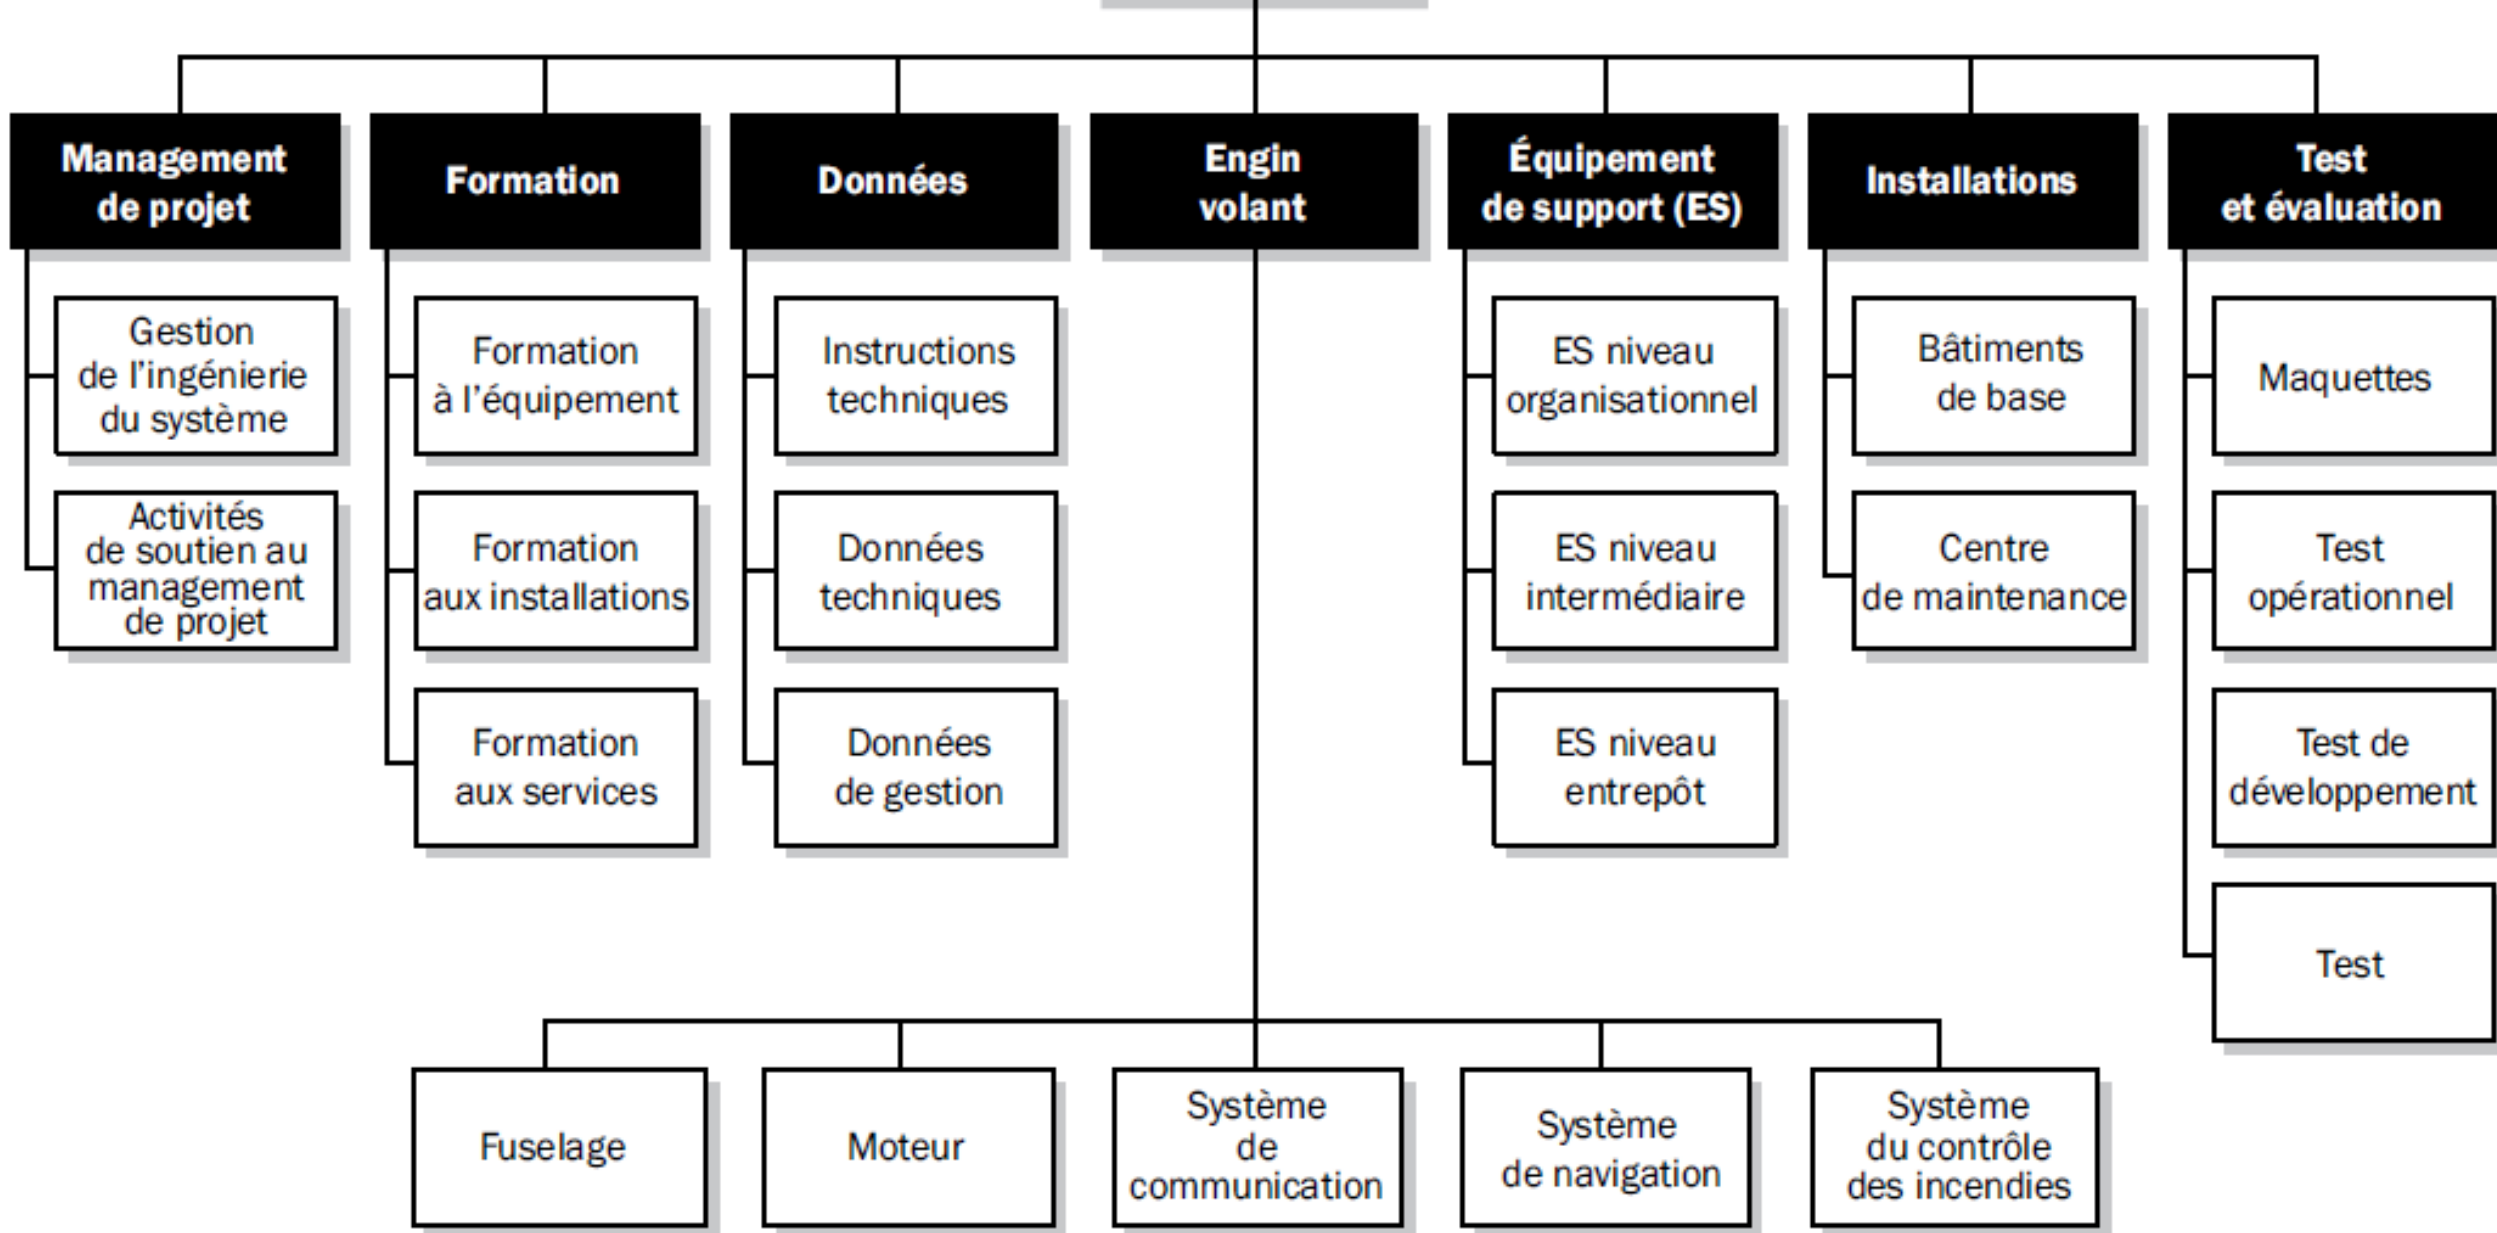 Management
de projet
Formation
Données
Engin
volant
Équipement
de support (ES)
Installations
Test
et évaluation
Gestion
de l'ingénierie
du système
Activités
de soutien au
management
de projet
Formation
à l'équipement
Formation
aux installations
Formation
aux services
Instructions
techniques
Données
techniques
Données
de gestion
ES niveau
organisationnel
ES niveau
intermédiaire
ES niveau
entrepôt
Bâtiments
de base
Centre
de maintenance
Maquettes
Test
opérationnel
Test de
développement
Test
Fuselage
Moteur
Système
de
communication
Système
de navigation
Système
du contrôle
des incendies